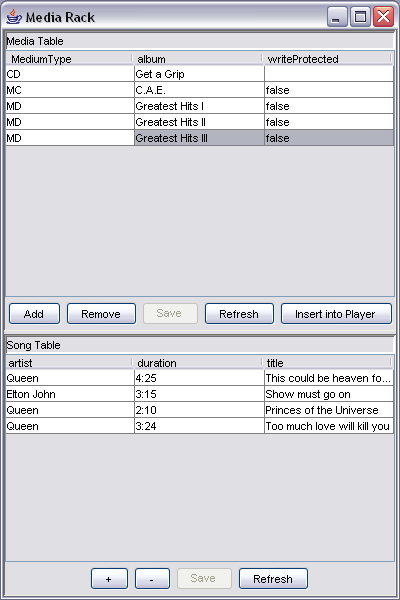 Media Rack
Media Table
MediumType album writeProtected
CD Get a Grip
MC C.A.E. false
MD Greatest Hits I false
MD Greatest Hits II false
MD Greatest Hits III false
Add Remove Save Refresh Insert into Player
Song Table
artist duration title
Queen 4:25 This could be heaven fo...
Elton John 3:15 Show must go on
Queen 2:10 Princes of the Universe
Queen 3:24 Too much love will kill you
+ - Save Refresh